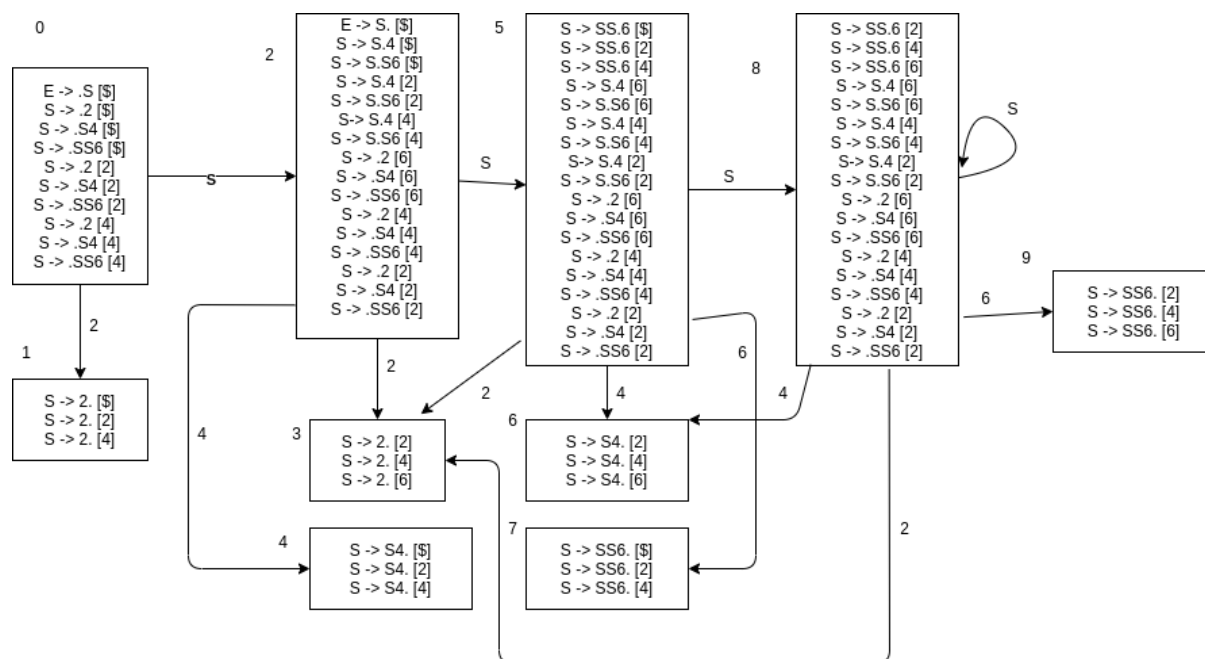 0
E -> .S [$]
S -> .2 [$]
S -> .S4 [$]
S -> .SS6 [$]
S -> .2 [2]
S -> .S4 [2]
S -> .SS6 [2]
S -> .2 [4]
S -> .S4 [4]
S -> .SS6 [4]
S
2
1
S -> 2. [$]
S -> 2. [2]
S -> 2. [4]
2
E -> S. [$]
S -> S.4 [$]
S -> S.S6 [$]
S -> S.4 [2]
S -> S.S6 [2]
S-> S.4 [4]
S -> S.S6 [4]
S -> .2 [6]
S -> .S4 [6]
S -> .SS6 [6]
S -> .2 [4]
S -> .S4 [4]
S -> .SS6 [4]
S -> .2 [2]
S -> .S4 [2]
S -> .SS6 [2]
S
2
4
3
S -> 2. [2]
S -> 2. [4]
S -> 2. [6]
4
S -> S4. [$]
S -> S4. [2]
S -> S4. [4]
5
S -> SS.6 [$]
S -> SS.6 [2]
S -> SS.6 [4]
S -> S.4 [6]
S -> S.S6 [6]
S -> S.4 [4]
S -> S.S6 [4]
S-> S.4 [2]
S -> S.S6 [2]
S -> .2 [6]
S -> .S4 [6]
S -> .SS6 [6]
S -> .2 [4]
S -> .S4 [4]
S -> .SS6 [4]
S -> .2 [2]
S -> .S4 [2]
S -> .SS6 [2]
S
2
4
6
6
S -> S4. [2]
S -> S4. [4]
S -> S4. [6]
7
S -> SS6. [$]
S -> SS6. [2]
S -> SS6. [4]
8
S -> SS.6 [2]
S -> SS.6 [4]
S -> SS.6 [6]
S -> S.4 [6]
S -> S.S6 [6]
S -> S.4 [4]
S -> S.S6 [4]
S-> S.4 [2]
S -> S.S6 [2]
S -> .2 [6]
S -> .S4 [6]
S -> .SS6 [6]
S -> .2 [4]
S -> .S4 [4]
S -> .SS6 [4]
S -> .2 [2]
S -> .S4 [2]
S -> .SS6 [2]
S
4
2
6
9
S -> SS6. [2]
S -> SS6. [4]
S -> SS6. [6]